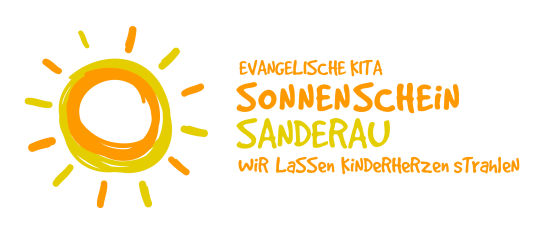 EVANGELISCHE KITA
SONNENSCHEIN
SANDERAU
WiR LaSSen KinDeRHeRzen sTRaHlen